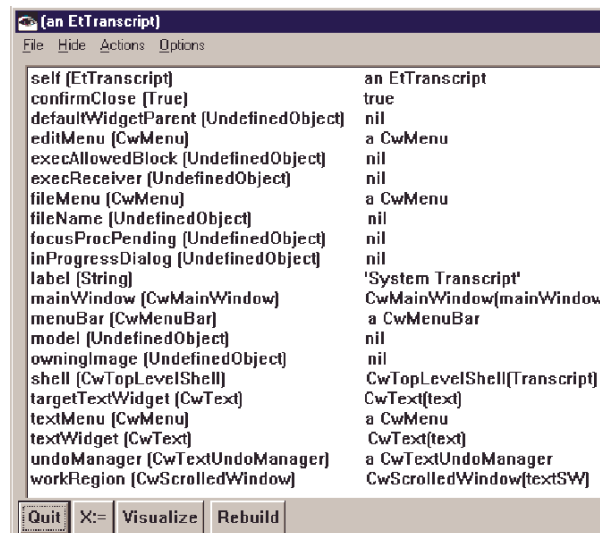 (an EtTranscript)
File Hide Actions Options
self (EtTranscript) an EtTranscript
confirmClose (True) true
defaultWidgetParent (UndefinedObject) nil
editMenu (CwMenu) a CwMenu
execAllowedBlock (UndefinedObject) nil
execReceiver (UndefinedObject) nil
fileMenu (CwMenu) a CwMenu
fileName (UndefinedObject) nil
focusProcPending (UndefinedObject) nil
inProgressDialog (UndefinedObject) nil
label (String) 'System Transcript'
mainWindow (CwMainWindow) CwMainWindow(mainWindow
menuBar (CwMenuBar) a CwMenuBar
model (UndefinedObject) nil
owningImage (UndefinedObject) nil
shell (CwTopLevelShell) CwTopLevelShell(Transcript)
targetTextWidget (CwText) CwText(text)
textMenu (CwMenu) a CwMenu
textWidget (CwText) CwText(text)
undoManager (CwTextUndoManager) a CwTextUndoManager
workRegion (CwScrolledWindow) CwScrolledWindow(textSW)
Quit X:= Visualize Rebuild